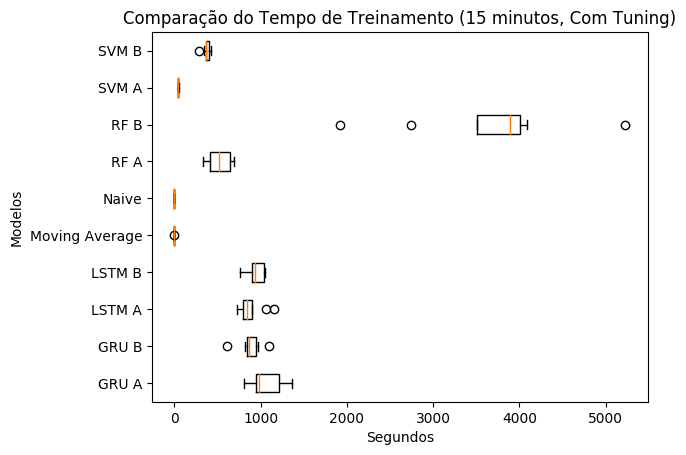 Comparação do Tempo de Treinamento (15 minutos, Com Tuning)
SVM B
SVM A
RF B
RF A
Naive
Moving Average
LSTM B
LSTM A
GRU B
GRU A
Modelos
0 1000 2000 3000 4000 5000
Segundos